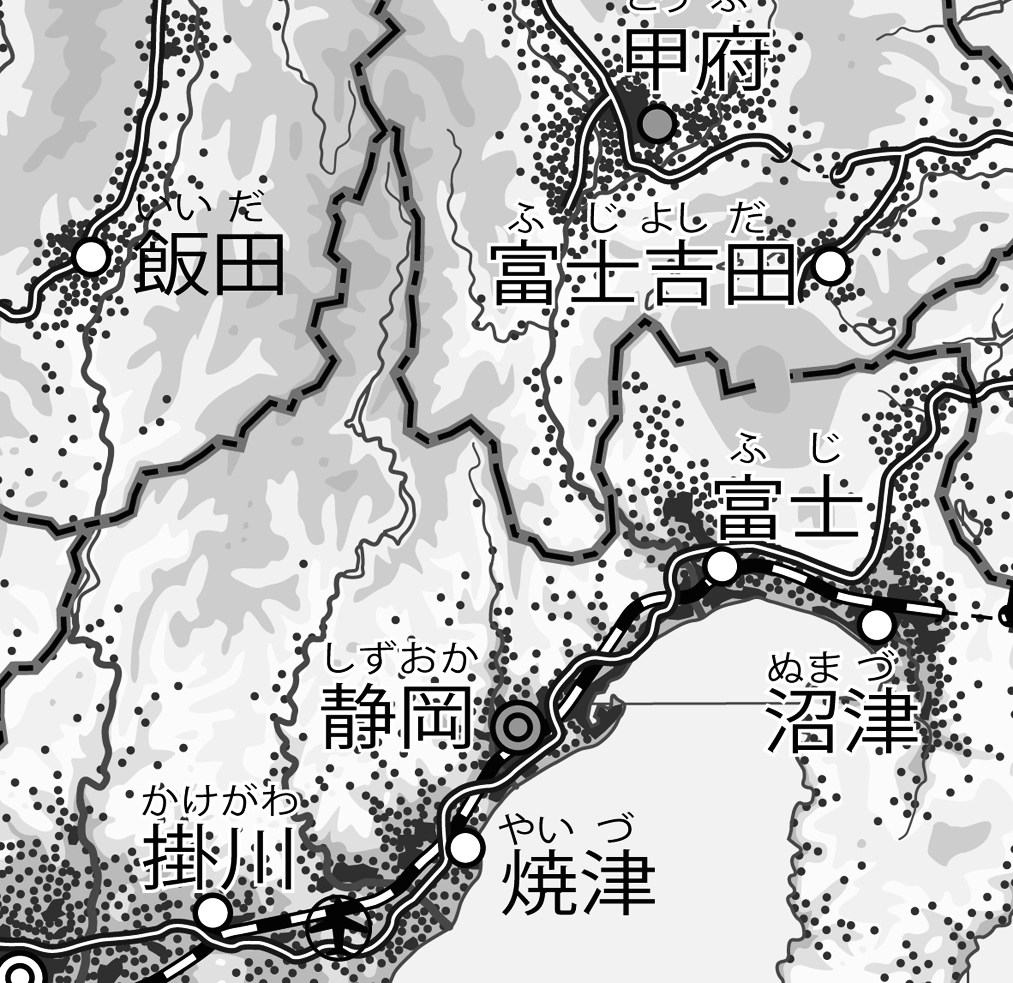 こうふ
甲府
いいだ
飯田
ふじよしだ
富士吉田
ふじ
富士
しずおか
静岡
ぬまづ
沼津
かけがわ
掛川
やいづ
焼津